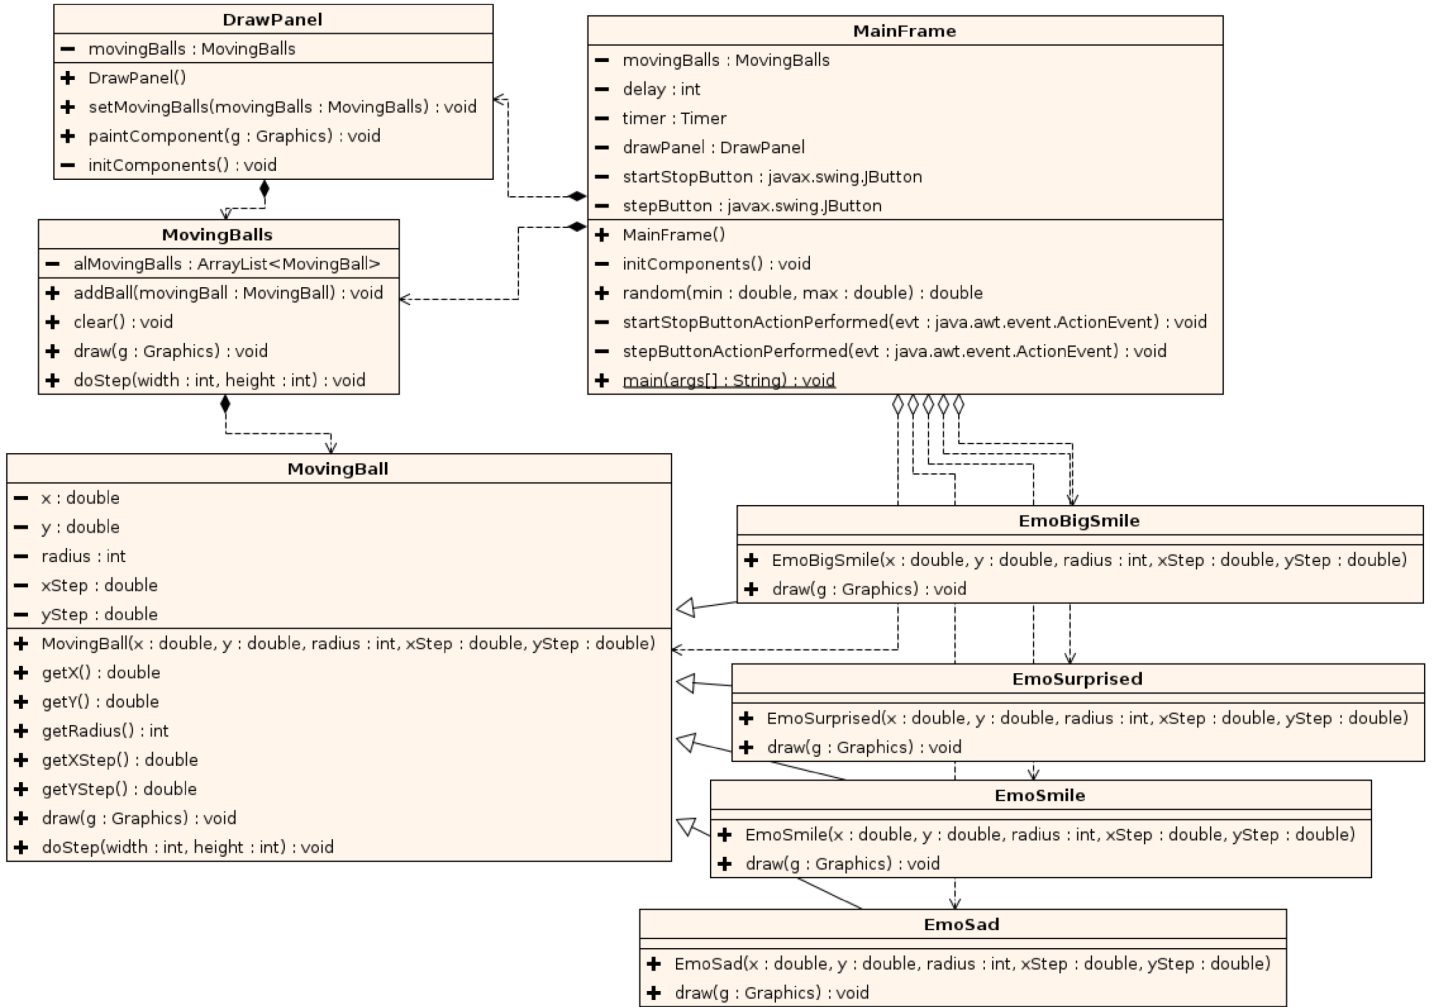 DrawPanel
- movingBalls : MovingBalls
+ DrawPanel()
+ setMovingBalls(movingBalls : MovingBalls) : void
+ paintComponent(g : Graphics) : void
- initComponents() : void
MainFrame
- movingBalls : MovingBalls
- delay : int
- timer : Timer
- drawPanel : DrawPanel
- startStopButton : javax.swing.JButton
- stepButton : javax.swing.JButton
+ MainFrame()
- initComponents() : void
+ random(min : double, max : double) : double
- startStopButtonActionPerformed(evt : java.awt.event.ActionEvent) : void
- stepButtonActionPerformed(evt : java.awt.event.ActionEvent) : void
+ main(args[] : String) : void
MovingBalls
- alMovingBalls : ArrayList<MovingBall>
+ addBall(movingBall : MovingBall) : void
+ clear() : void
+ draw(g : Graphics) : void
+ doStep(width : int, height : int) : void
MovingBall
- x : double
- y : double
- radius : int
- xStep : double
- yStep : double
+ MovingBall(x : double, y : double, radius : int, xStep : double, yStep : double)
+ getX() : double
+ getY() : double
+ getRadius() : int
+ getXStep() : double
+ getYStep() : double
+ draw(g : Graphics) : void
+ doStep(width : int, height : int) : void
EmoBigSmile
+ EmoBigSmile(x : double, y : double, radius : int, xStep : double, yStep : double)
+ draw(g : Graphics) : void
EmoSurprised
+ EmoSurprised(x : double, y : double, radius : int, xStep : double, yStep : double)
+ draw(g : Graphics) : void
EmoSmile
+ EmoSmile(x : double, y : double, radius : int, xStep : double, yStep : double)
+ draw(g : Graphics) : void
EmoSad
+ EmoSad(x : double, y : double, radius : int, xStep : double, yStep : double)
+ draw(g : Graphics) : void